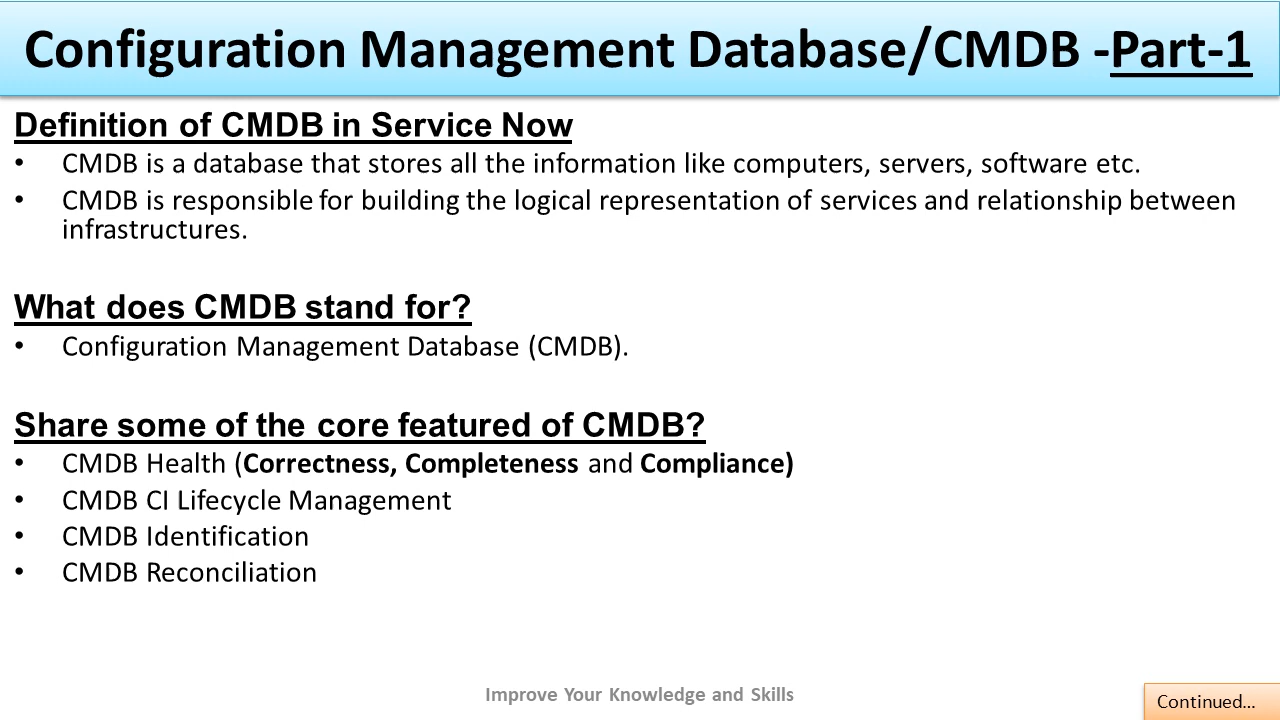 Configuration Management Database/CMDB -Part-1
Definition of CMDB in Service Now
• CMDB is a database that stores all the information like computers, servers, software etc.
• CMDB is responsible for building the logical representation of services and relationship between
infrastructures.
What does CMDB stand for?
• Configuration Management Database (CMDB).
Share some of the core featured of CMDB?
• CMDB Health (Correctness, Completeness and Compliance)
• CMDB CI Lifecycle Management
• CMDB Identification
• CMDB Reconciliation
Improve Your Knowledge and Skills
Continued...